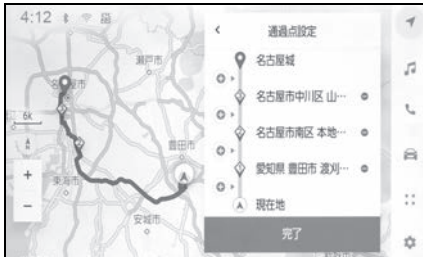 4:12
通過点設定
名古屋城
名古屋市中川区 山…
名古屋市南区 本地…
愛知県 豊田市 渡刈…
現在地
完了
瀬戸市
名古屋市
6k
豊田市
東海市
安城市
+
−